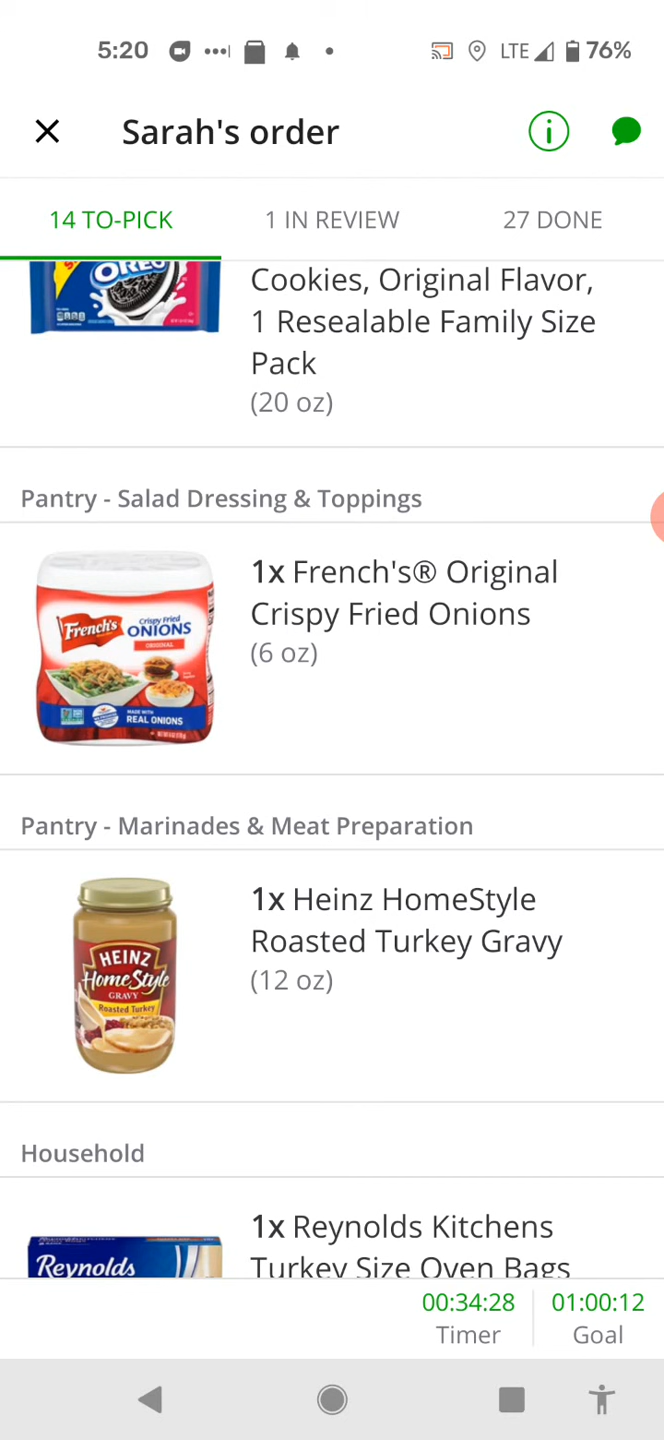 5:20
LTE
76%
Sarah's order
14 TO-PICK
1 IN REVIEW
27 DONE
OREO
Cookies, Original Flavor,
1 Resealable Family Size
Pack
(20 oz)
Pantry - Salad Dressing & Toppings
French's
Crispy Fried
ONIONS
ORIGINAL
MADE WITH
REAL ONIONS
1x French's® Original
Crispy Fried Onions
(6 oz)
Pantry - Marinades & Meat Preparation
HEINZ
HomeStyle
GRAVY
Roasted Turkey
1x Heinz HomeStyle
Roasted Turkey Gravy
(12 oz)
Household
Reynolds
1x Reynolds Kitchens
Turkey Size Oven Bags
00:34:28
Timer
01:00:12
Goal